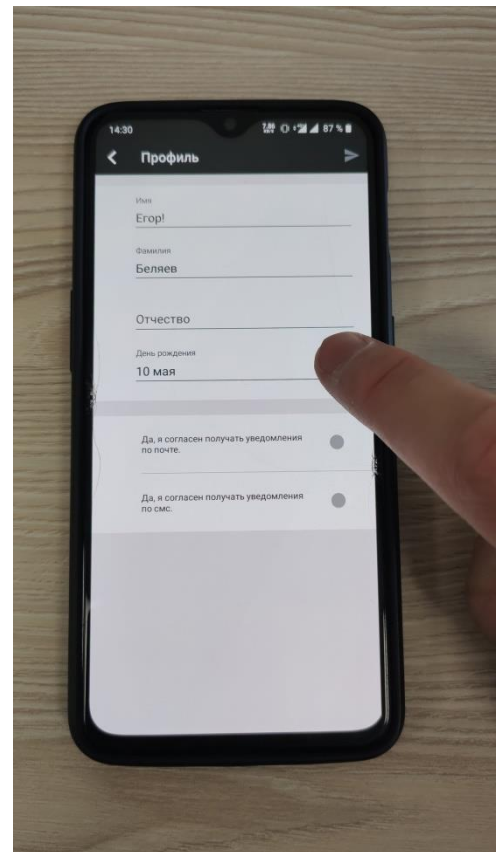 14:30 87 %
Профиль
Имя
Егор!
Фамилия
Беляев
Отчество
День рождения
10 мая
Да, я согласен получать уведомления
по почте.
Да, я согласен получать уведомления
по смс.